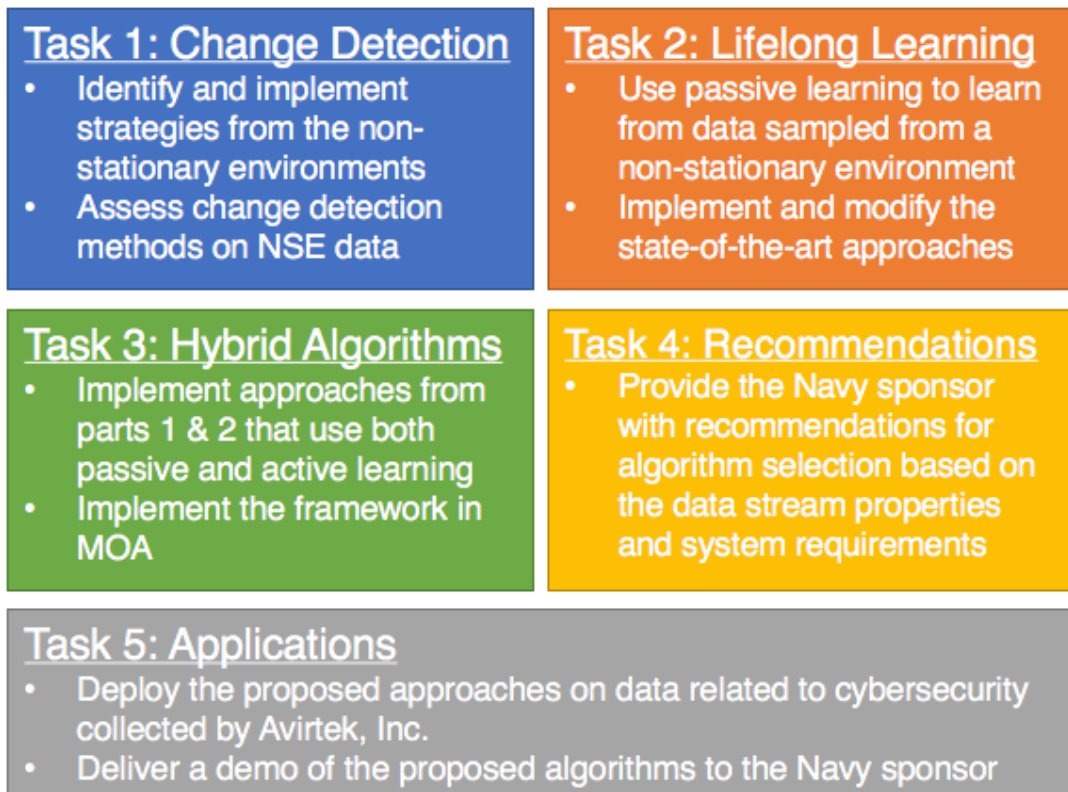 Task 1: Change Detection
• Identify and implement
strategies from the non-
stationary environments
• Assess change detection
methods on NSE data
Task 2: Lifelong Learning
• Use passive learning to learn
from data sampled from a
non-stationary environment
• Implement and modify the
state-of-the-art approaches
Task 3: Hybrid Algorithms
• Implement approaches from
parts 1 & 2 that use both
passive and active learning
• Implement the framework in
MOA
Task 4: Recommendations
• Provide the Navy sponsor
with recommendations for
algorithm selection based on
the data stream properties
and system requirements
Task 5: Applications
• Deploy the proposed approaches on data related to cybersecurity
collected by Avirtek, Inc.
• Deliver a demo of the proposed algorithms to the Navy sponsor